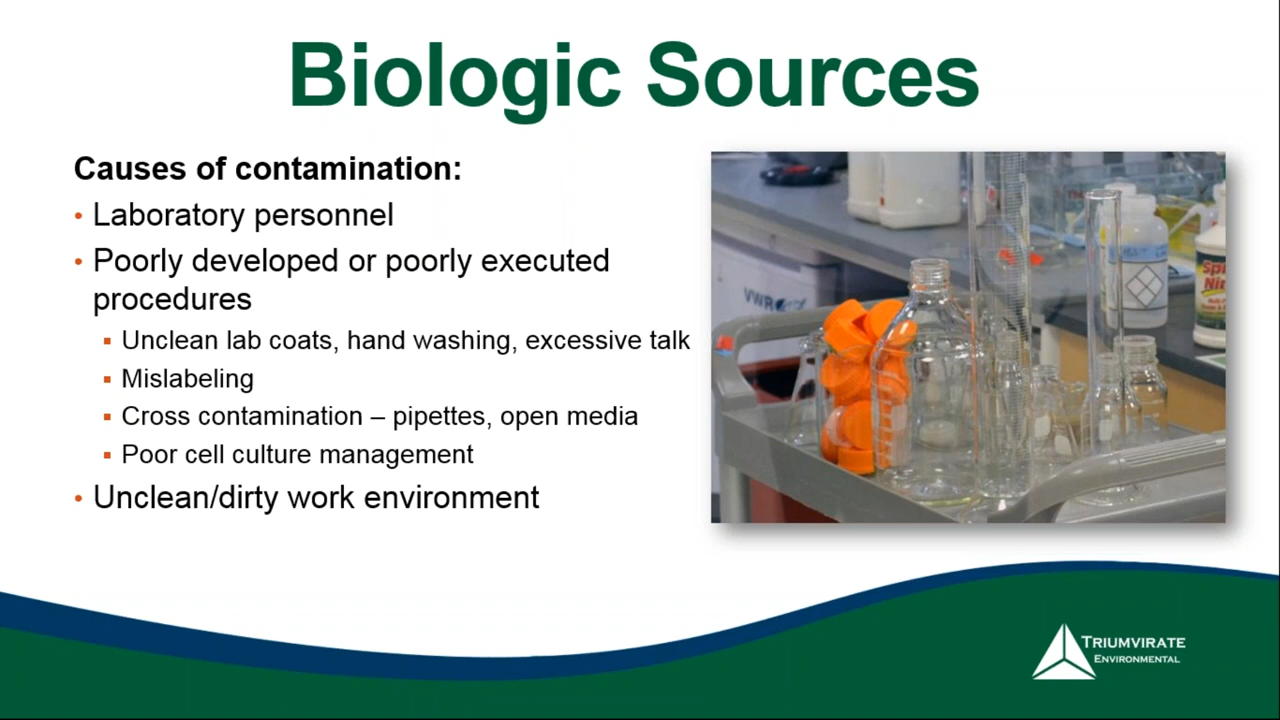 Biologic Sources
Causes of contamination:
• Laboratory personnel
• Poorly developed or poorly executed
procedures
▪ Unclean lab coats, hand washing, excessive talk
▪ Mislabeling
▪ Cross contamination – pipettes, open media
▪ Poor cell culture management
• Unclean/dirty work environment
VWR
TRIUMVIRATE
ENVIRONMENTAL